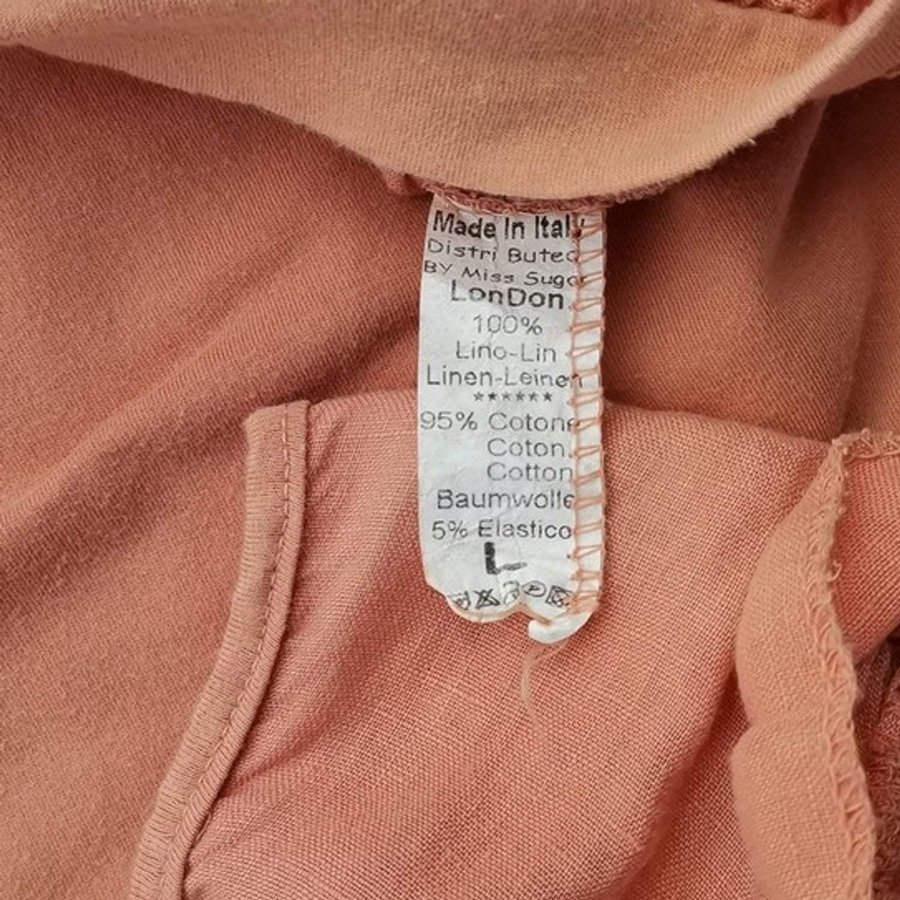 Made In Italy
Distri Buted
BY Miss Sugar
LonDon.
100%
Lino-Lin
Linen-Leinen
******
95% Cotone
Coton.
Cotton
Baumwolle
5% Elastico
L